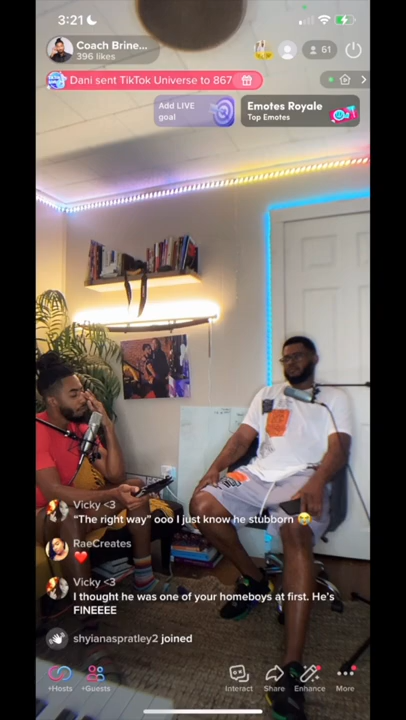 3:21
Coach Brine...
396 likes
61
Dani sent TikTok Universe to 867
Add LIVE
goal
Emotes Royale
Top Emotes
Vicky <3
"The right way" ooo I just know he stubborn 😭
RaeCreates
❤️
Vicky <3
I thought he was one of your homeboys at first. He's
FINEEEE
shyianaspratley2 joined
+Hosts
+Guests
Interact
Share
Enhance
More